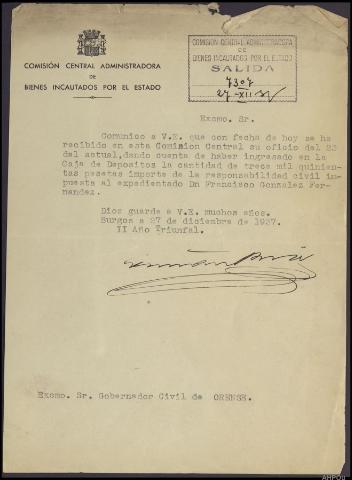 COMISIÓN CENTRAL ADMINISTRADORA
DE
BIENES INCAUTADOS POR EL ESTADO
COMISION CENTRAL ADMINISTRADORA
DE
BIENES INCAUTADOS POR EL ESTADO
SALIDA
7307
27-XII-37
Excmo. Sr.
Comunico a V.E. que con fecha de hoy se ha
recibido en esta Comision Central su oficio del 23
del actual,dando cuenta de haber ingresado en la
Caja de Depositos la cantidad de trece mil quinien-
tas pesetas importe de la responsabilidad civil im-
puesta al expedientado Dn Francisco Gonzalez Fer-
nandez.
Dios guarde a V.E. muchos años.
Burgos a 27 de diciembre de 1937.
II Año Triunfal.
Excmo. Sr. Gobernador Civil de ORENSE.
AHPOu